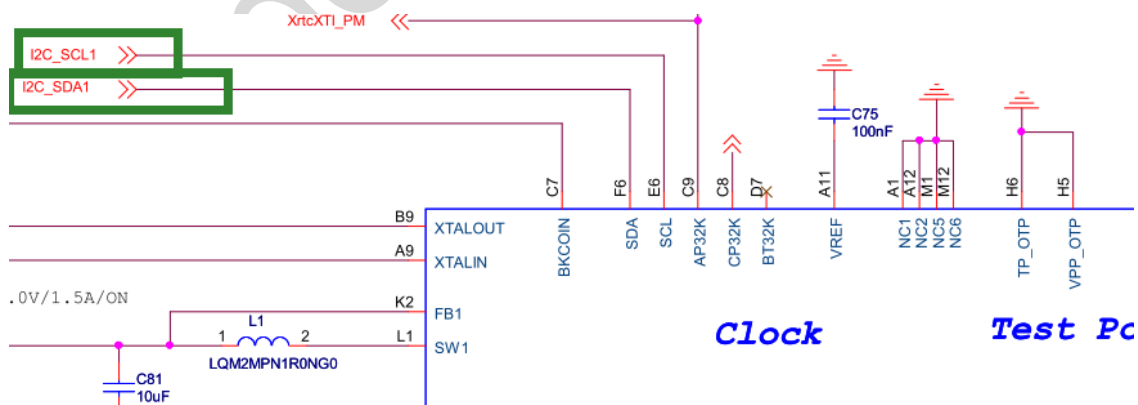 XrtcXTI_PM
I2C_SCL1
I2C_SDA1
C75
100nF
C7
F6
E6
C9
C8
D7
A11
A1
A12
M1
M12
H6
H5
BKCOIN
SDA
SCL
AP32K
CP32K
BT32K
VREF
NC1
NC2
NC5
NC6
TP_OTP
VPP_OTP
B9
XTALOUT
A9
XTALIN
.0V/1.5A/ON
K2
FB1
L1
1
2
L1
SW1
LQM2MPN1R0NG0
Clock
Test Po
C81
10uF